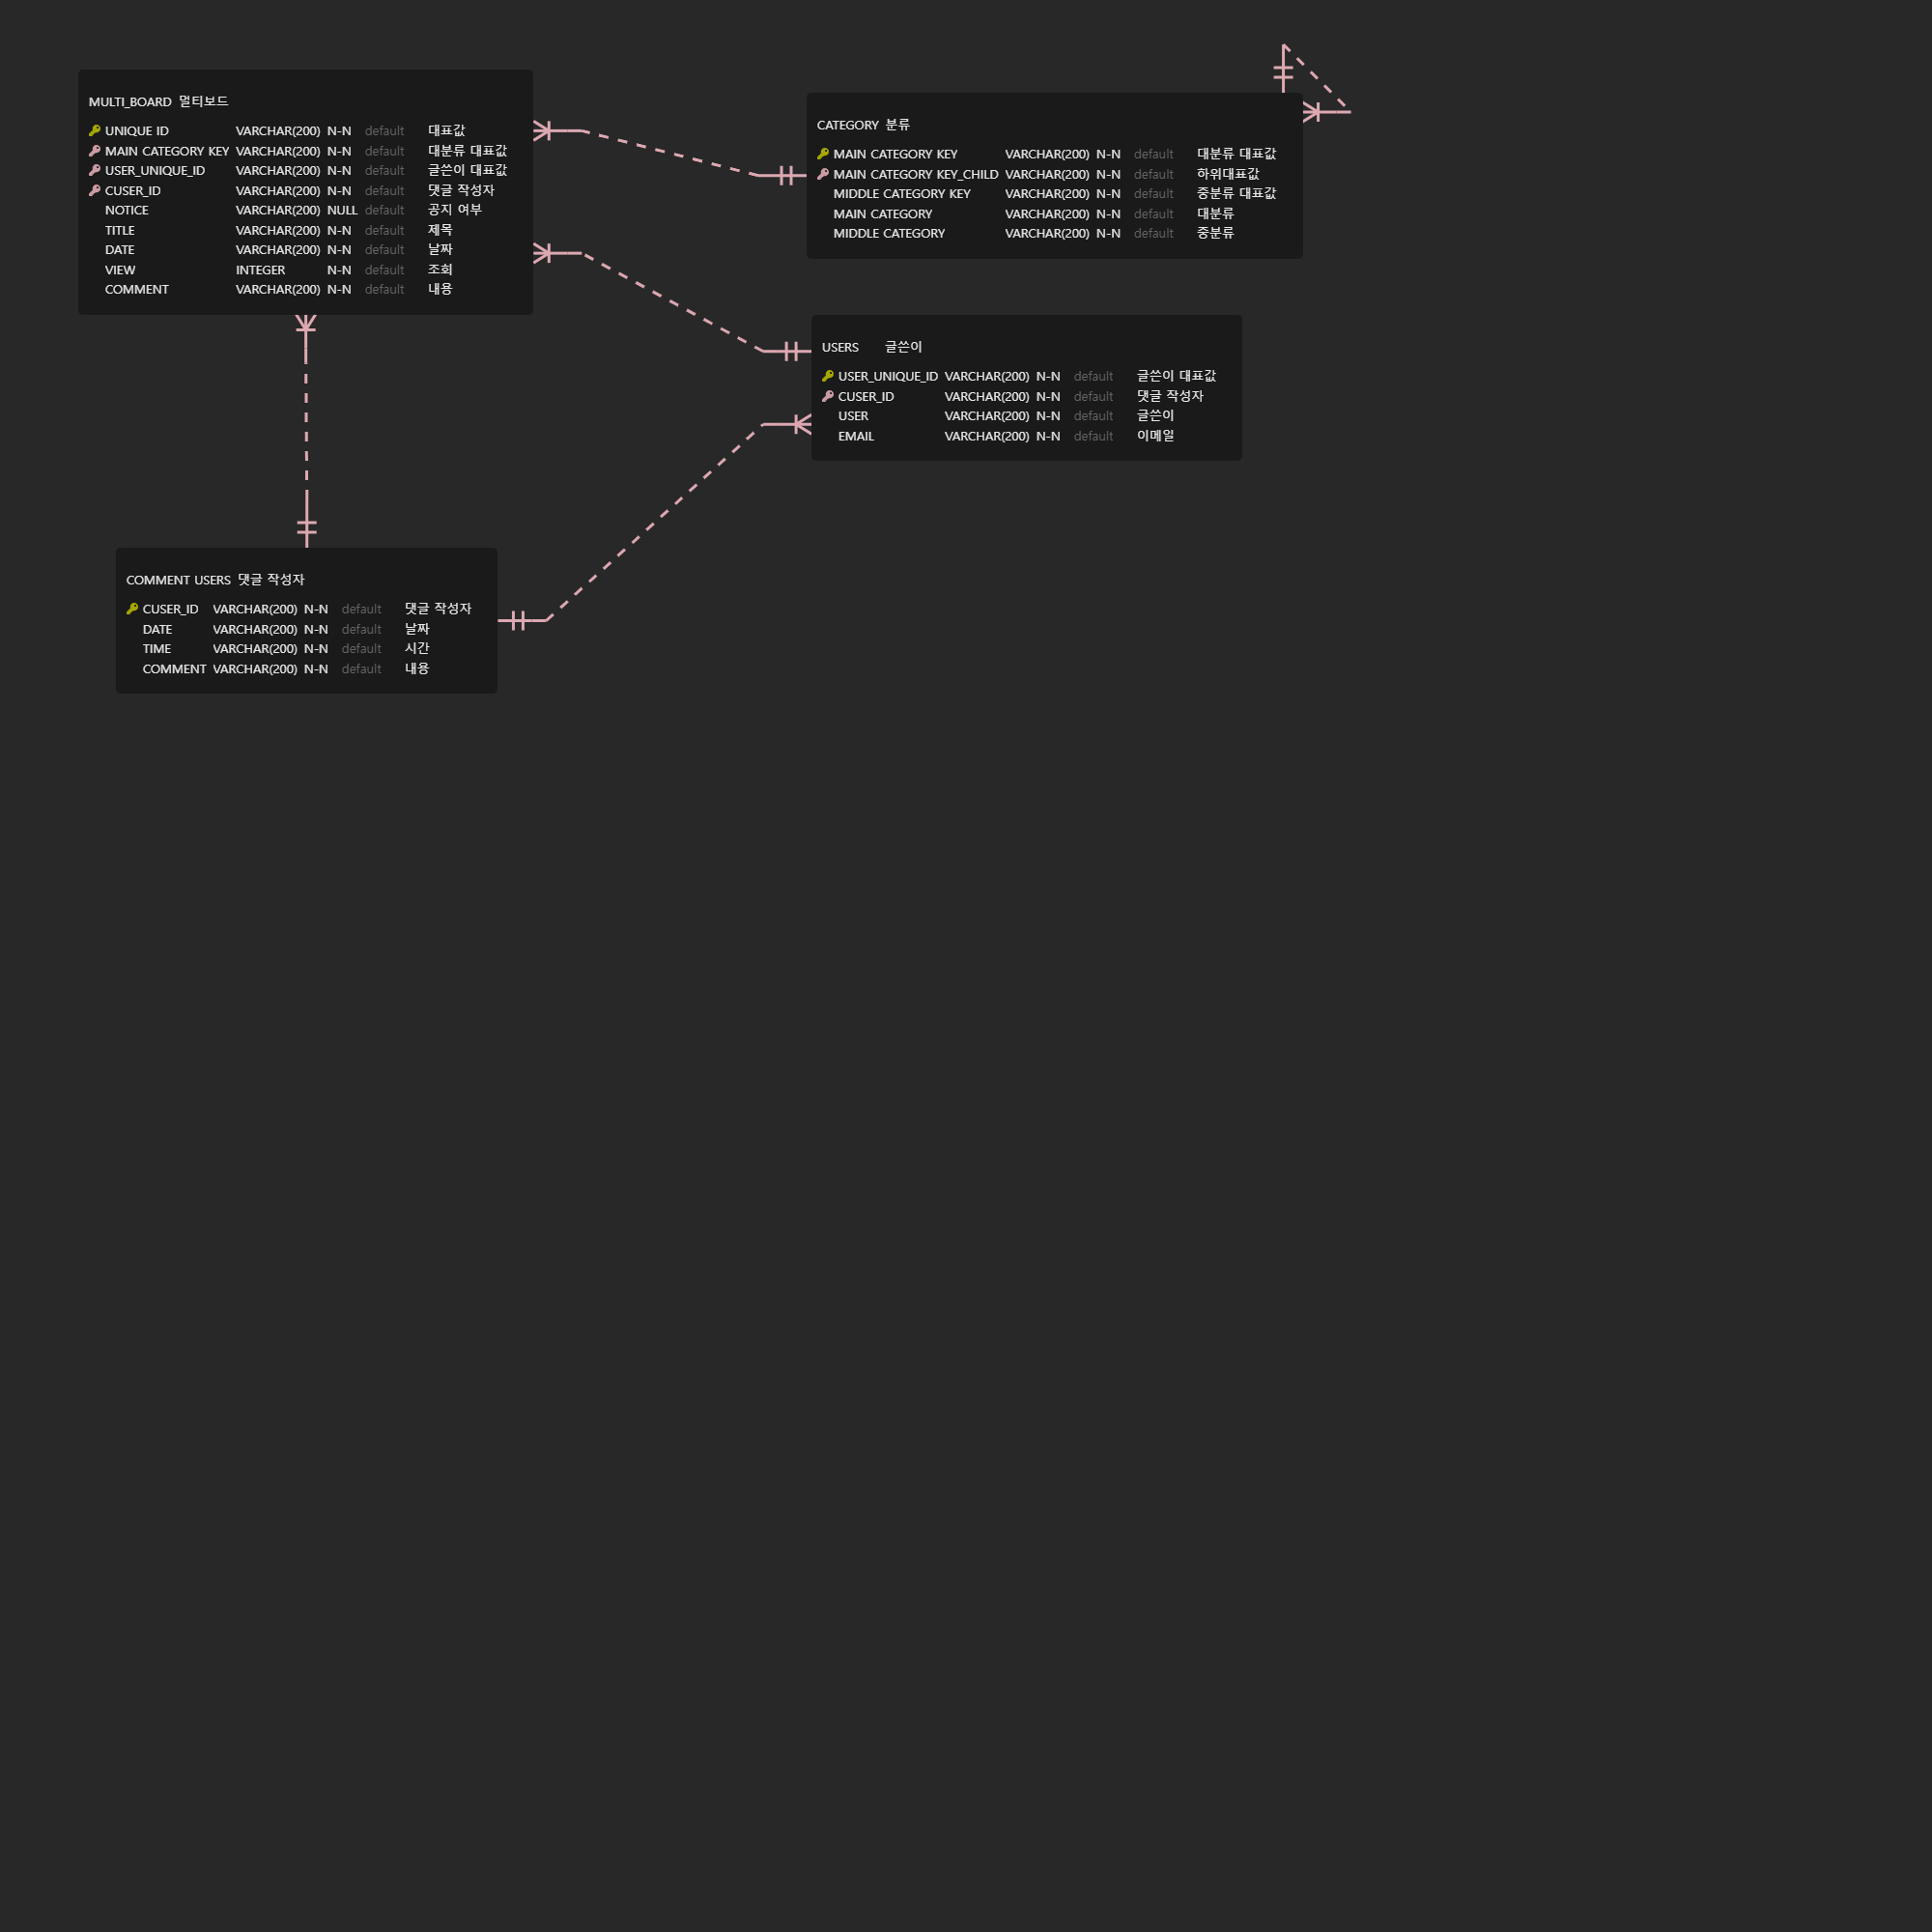 MULTI_BOARD 멀티보드
UNIQUE ID VARCHAR(200) N-N default 대표값
MAIN CATEGORY KEY VARCHAR(200) N-N default 대분류 대표값
USER_UNIQUE_ID VARCHAR(200) N-N default 글쓴이 대표값
CUSER_ID VARCHAR(200) N-N default 댓글 작성자
NOTICE VARCHAR(200) NULL default 공지 여부
TITLE VARCHAR(200) N-N default 제목
DATE VARCHAR(200) N-N default 날짜
VIEW INTEGER N-N default 조회
COMMENT VARCHAR(200) N-N default 내용
CATEGORY 분류
MAIN CATEGORY KEY VARCHAR(200) N-N default 대분류 대표값
MAIN CATEGORY KEY_CHILD VARCHAR(200) N-N default 하위대표값
MIDDLE CATEGORY KEY VARCHAR(200) N-N default 중분류 대표값
MAIN CATEGORY VARCHAR(200) N-N default 대분류
MIDDLE CATEGORY VARCHAR(200) N-N default 중분류
USERS 글쓴이
USER_UNIQUE_ID VARCHAR(200) N-N default 글쓴이 대표값
CUSER_ID VARCHAR(200) N-N default 댓글 작성자
USER VARCHAR(200) N-N default 글쓴이
EMAIL VARCHAR(200) N-N default 이메일
COMMENT USERS 댓글 작성자
CUSER_ID VARCHAR(200) N-N default 댓글 작성자
DATE VARCHAR(200) N-N default 날짜
TIME VARCHAR(200) N-N default 시간
COMMENT VARCHAR(200) N-N default 내용